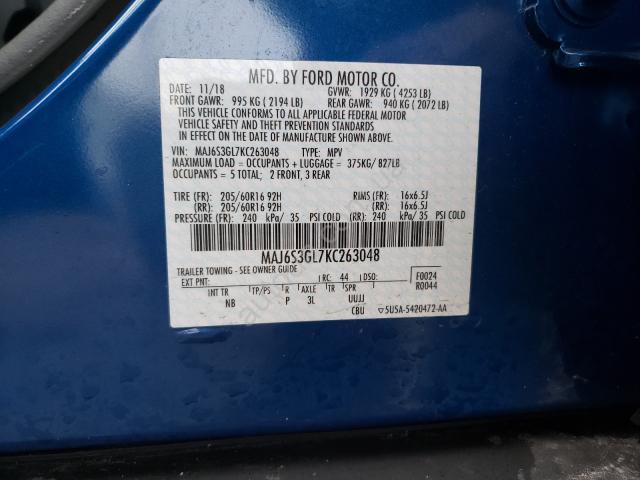 MFD. BY FORD MOTOR CO.
DATE: 11/18 GVWR: 1929 KG ( 4253 LB)
FRONT GAWR: 995 KG ( 2194 LB) REAR GAWR: 940 KG ( 2072 LB)
THIS VEHICLE CONFORMS TO ALL APPLICABLE FEDERAL MOTOR
VEHICLE SAFETY AND THEFT PREVENTION STANDARDS
IN EFFECT ON THE DATE OF MANUFACTURE SHOWN ABOVE
VIN: MAJ6S3GL7KC263048 TYPE: MPV
MAXIMUM LOAD = OCCUPANTS + LUGGAGE = 375KG/ 827LB
OCCUPANTS = 5 TOTAL; 2 FRONT, 3 REAR
TIRE (FR): 205/60R16 92H RIMS (FR): 16x6.5J
(RR): 205/60R16 92H (RR): 16x6.5J
PRESSURE (FR): 240 kPa/ 35 PSI COLD (RR): 240 kPa/ 35 PSI COLD
MAJ6S3GL7KC263048
TRAILER TOWING - SEE OWNER GUIDE
EXT PNT: RC: 44 DSO: F0024
R0044
INT TR TP/PS R AXLE TR SPR
NB P 3L UUJJ
CBU ▽5U5A-5420472-AA